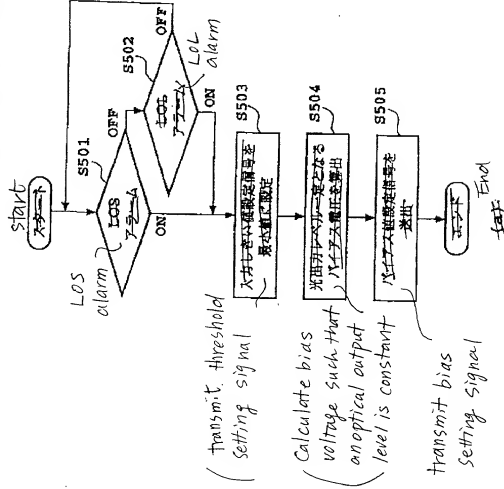 start
スタート
S501
LOS
アラーム
LOS
alarm
OFF
ON
S502
LOL
アラーム
LOL
alarm
OFF
ON
S503
入力しきい値設定信号を
最小値に設定
transmit threshold
setting signal
S504
光出力レベル一定となる
バイアス電圧を算出
Calculate bias
voltage such that
an optical output
level is constant
S505
バイアス値設定信号を
送出
transmit bias
setting signal
エンド
End